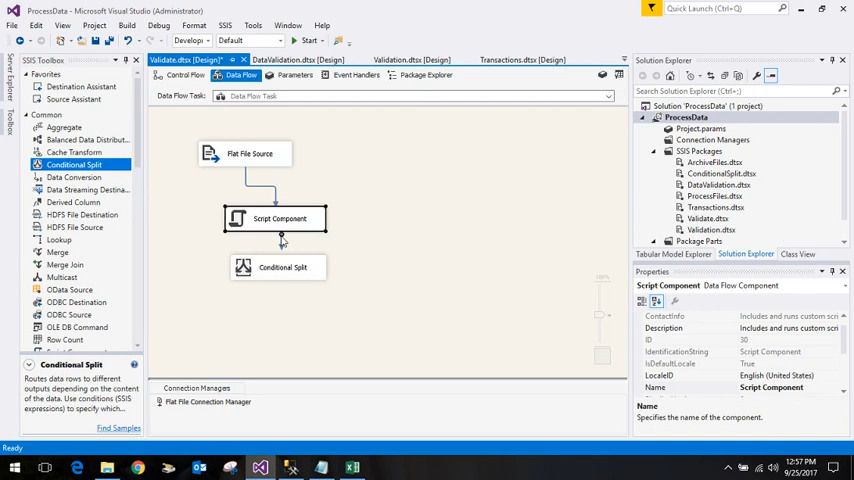 ProcessData - Microsoft Visual Studio (Administrator)
Quick Launch (Ctrl+Q)
File Edit View Project Build Debug Format SSIS Tools Window Help
Develop Default Start
SSIS Toolbox
Favorites
Destination Assistant
Source Assistant
Common
Aggregate
Balanced Data Distrib...
Cache Transform
Conditional Split
Data Conversion
Data Streaming Destina...
Derived Column
HDFS File Destination
HDFS File Source
Lookup
Merge
Merge Join
Multicast
OData Source
ODBC Destination
ODBC Source
OLE DB Command
Row Count
Conditional Split
Routes data rows to different
outputs depending on the content of
the data. Use conditions (SSIS
expressions) to specify which...
Find Samples
Server Explorer
Toolbox
Validate.dtsx [Design]* DataValidation.dtsx [Design] Validation.dtsx [Design] Transactions.dtsx [Design]
Control Flow Data Flow Parameters Event Handlers Package Explorer
Data Flow Task: Data Flow Task
Flat File Source
Script Component
Conditional Split
100%
Connection Managers
Flat File Connection Manager
Solution Explorer
Search Solution Explorer (Ctrl+;)
Solution 'ProcessData' (1 project)
ProcessData
Project.params
Connection Managers
SSIS Packages
ArchiveFiles.dtsx
ConditionalSplit.dtsx
DataValidation.dtsx
ProcessFiles.dtsx
Transactions.dtsx
Validate.dtsx
Validation.dtsx
Package Parts
Tabular Model Explorer Solution Explorer Class View
Properties
Script Component Data Flow Component
ContactInfo Includes and runs custom scri
Description Includes and runs custom scri
ID 30
IdentificationString Script Component
IsDefaultLocale True
LocaleID English (United States)
Name Script Component
Name
Specifies the name of the component.
Ready
12:57 PM
9/25/2017